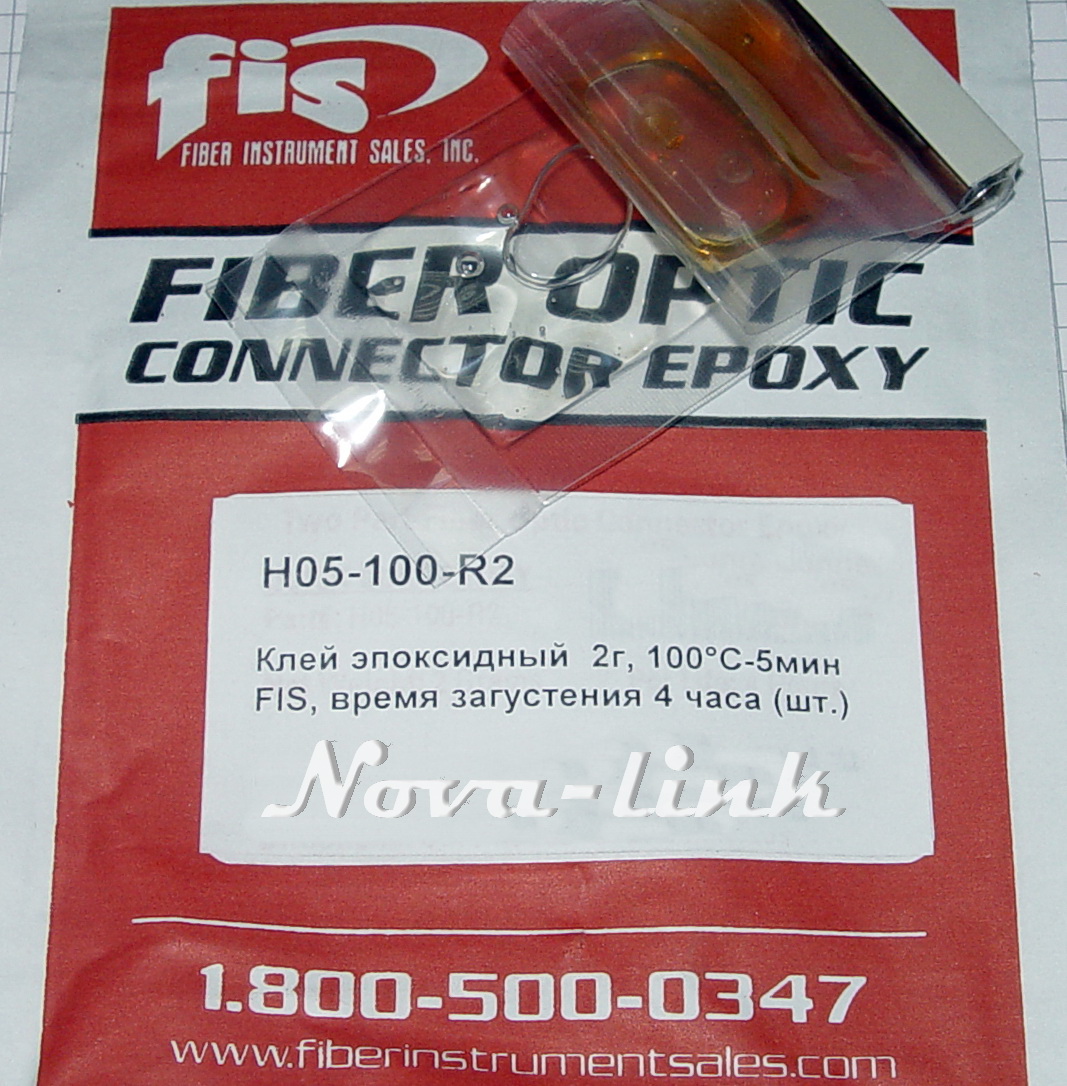 fis
FIBER INSTRUMENT SALES, INC.
FIBER OPTIC
CONNECTOR EPOXY
H05-100-R2
Клей эпоксидный 2г, 100°C-5мин
FIS, время загустения 4 часа (шт.)
Nova-link
1.800-500-0347
www.fiberinstrumentsales.com